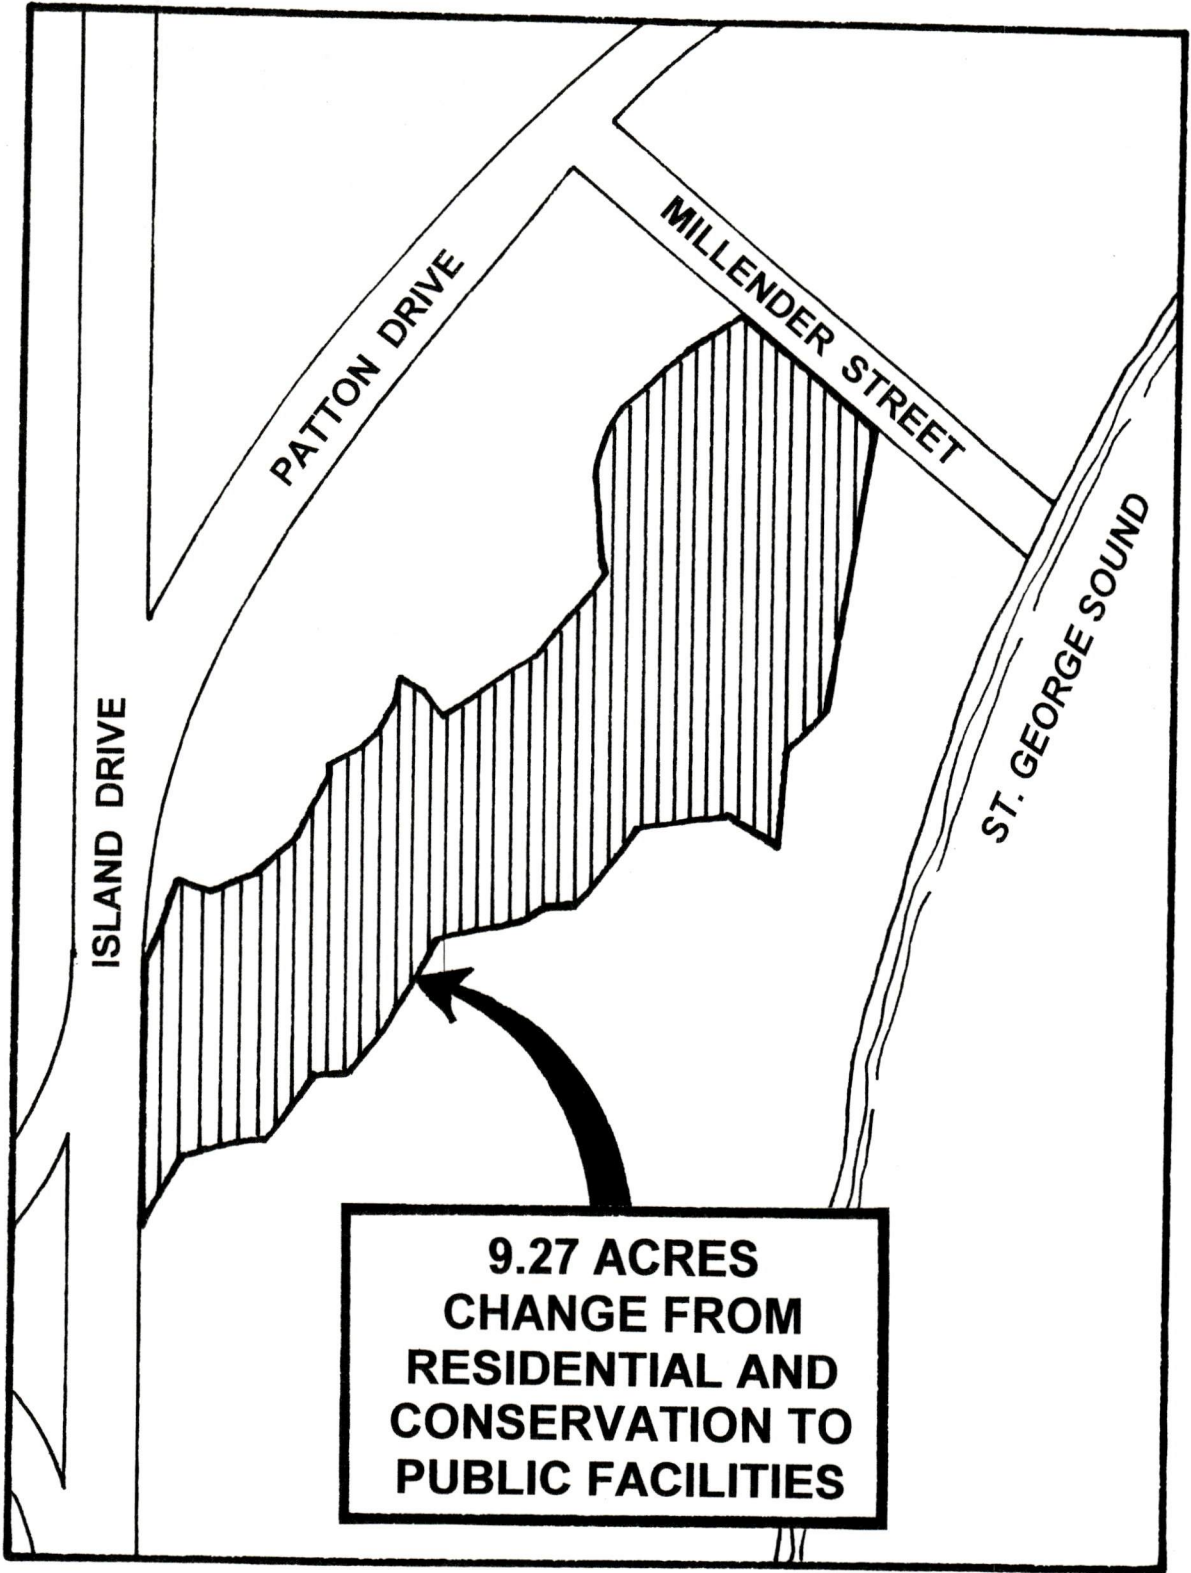 MILLENDER STREET
PATTON DRIVE
ST. GEORGE SOUND
ISLAND DRIVE
9.27 ACRES
CHANGE FROM
RESIDENTIAL AND
CONSERVATION TO
PUBLIC FACILITIES